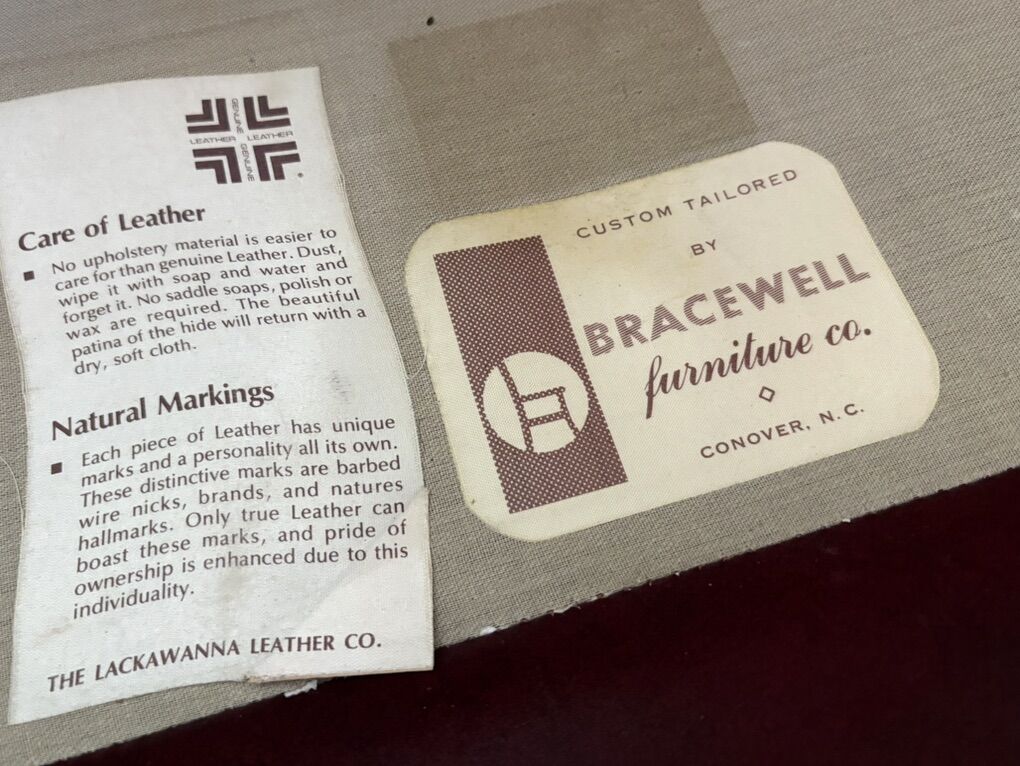 GENUINE
LEATHER LEATHER
GENUINE
Care of Leather
■ No upholstery material is easier to
care for than genuine Leather. Dust,
wipe it with soap and water and
forget it. No saddle soaps, polish or
wax are required. The beautiful
patina of the hide will return with a
dry, soft cloth.
Natural Markings
■ Each piece of Leather has unique
marks and a personality all its own.
These distinctive marks are barbed
wire nicks, brands, and natures
hallmarks. Only true Leather can
boast these marks, and pride of
ownership is enhanced due to this
individuality.
THE LACKAWANNA LEATHER CO.
CUSTOM TAILORED
BY
BRACEWELL
furniture co.
CONOVER, N.C.